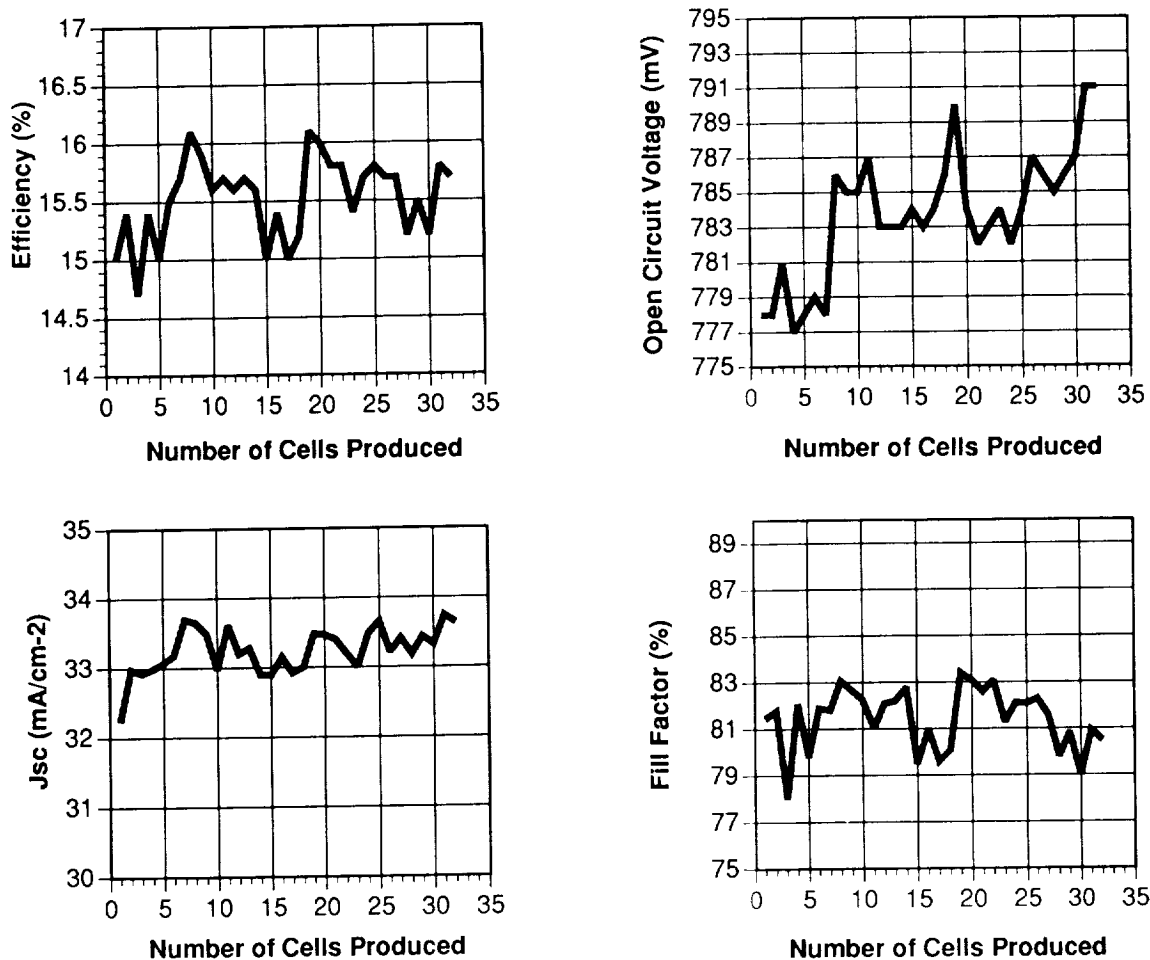 17
16.5
16
15.5
15
14.5
14
Efficiency (%)
0 5 10 15 20 25 30 35
Number of Cells Produced
795
793
791
789
787
785
783
781
779
777
775
Open Circuit Voltage (mV)
0 5 10 15 20 25 30 35
Number of Cells Produced
35
34
33
32
31
30
Jsc (mA/cm-2)
0 5 10 15 20 25 30 35
Number of Cells Produced
89
87
85
83
81
79
77
75
Fill Factor (%)
0 5 10 15 20 25 30 35
Number of Cells Produced